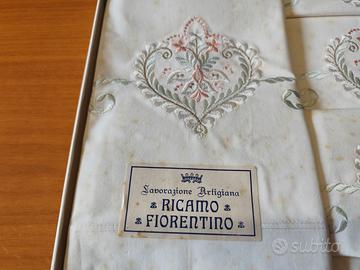 Lavorazione Artigiana
RICAMO
FIORENTINO
subito